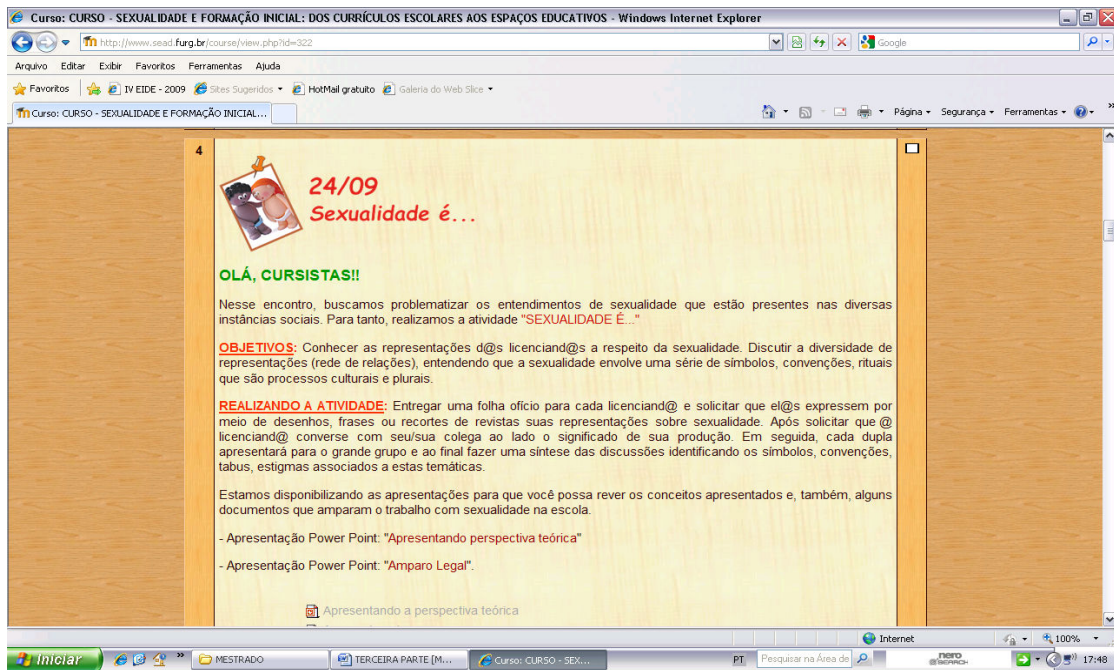 Curso: CURSO - SEXUALIDADE E FORMAÇÃO INICIAL: DOS CURRÍCULOS ESCOLARES AOS ESPAÇOS EDUCATIVOS - Windows Internet Explorer
http://www.sead.furg.br/course/view.php?id=322
Google
Arquivo Editar Exibir Favoritos Ferramentas Ajuda
Favoritos IV EIDE - 2009 Sites Sugeridos HotMail gratuito Galeria do Web Slice
Curso: CURSO - SEXUALIDADE E FORMAÇÃO INICIAL... Página Segurança Ferramentas
4
24/09
Sexualidade é...
OLÁ, CURSISTAS!!
Nesse encontro, buscamos problematizar os entendimentos de sexualidade que estão presentes nas diversas
instâncias sociais. Para tanto, realizamos a atividade "SEXUALIDADE É..."
OBJETIVOS: Conhecer as representações d@s licenciand@s a respeito da sexualidade. Discutir a diversidade de
representações (rede de relações), entendendo que a sexualidade envolve uma série de símbolos, convenções, rituais
que são processos culturais e plurais.
REALIZANDO A ATIVIDADE: Entregar uma folha ofício para cada licenciand@ e solicitar que el@s expressem por
meio de desenhos, frases ou recortes de revistas suas representações sobre sexualidade. Após solicitar que @
licenciand@ converse com seu/sua colega ao lado o significado de sua produção. Em seguida, cada dupla
apresentará para o grande grupo e ao final fazer uma síntese das discussões identificando os símbolos, convenções,
tabus, estigmas associados a estas temáticas.
Estamos disponibilizando as apresentações para que você possa rever os conceitos apresentados e, também, alguns
documentos que amparam o trabalho com sexualidade na escola.
- Apresentação Power Point: "Apresentando perspectiva teórica"
- Apresentação Power Point: "Amparo Legal".
Apresentando a perspectiva teórica
Internet 100%
Iniciar MESTRADO TERCEIRA PARTE [M... Curso: CURSO - SEX... PT Pesquisar na Área de nero SEARCH 17:46